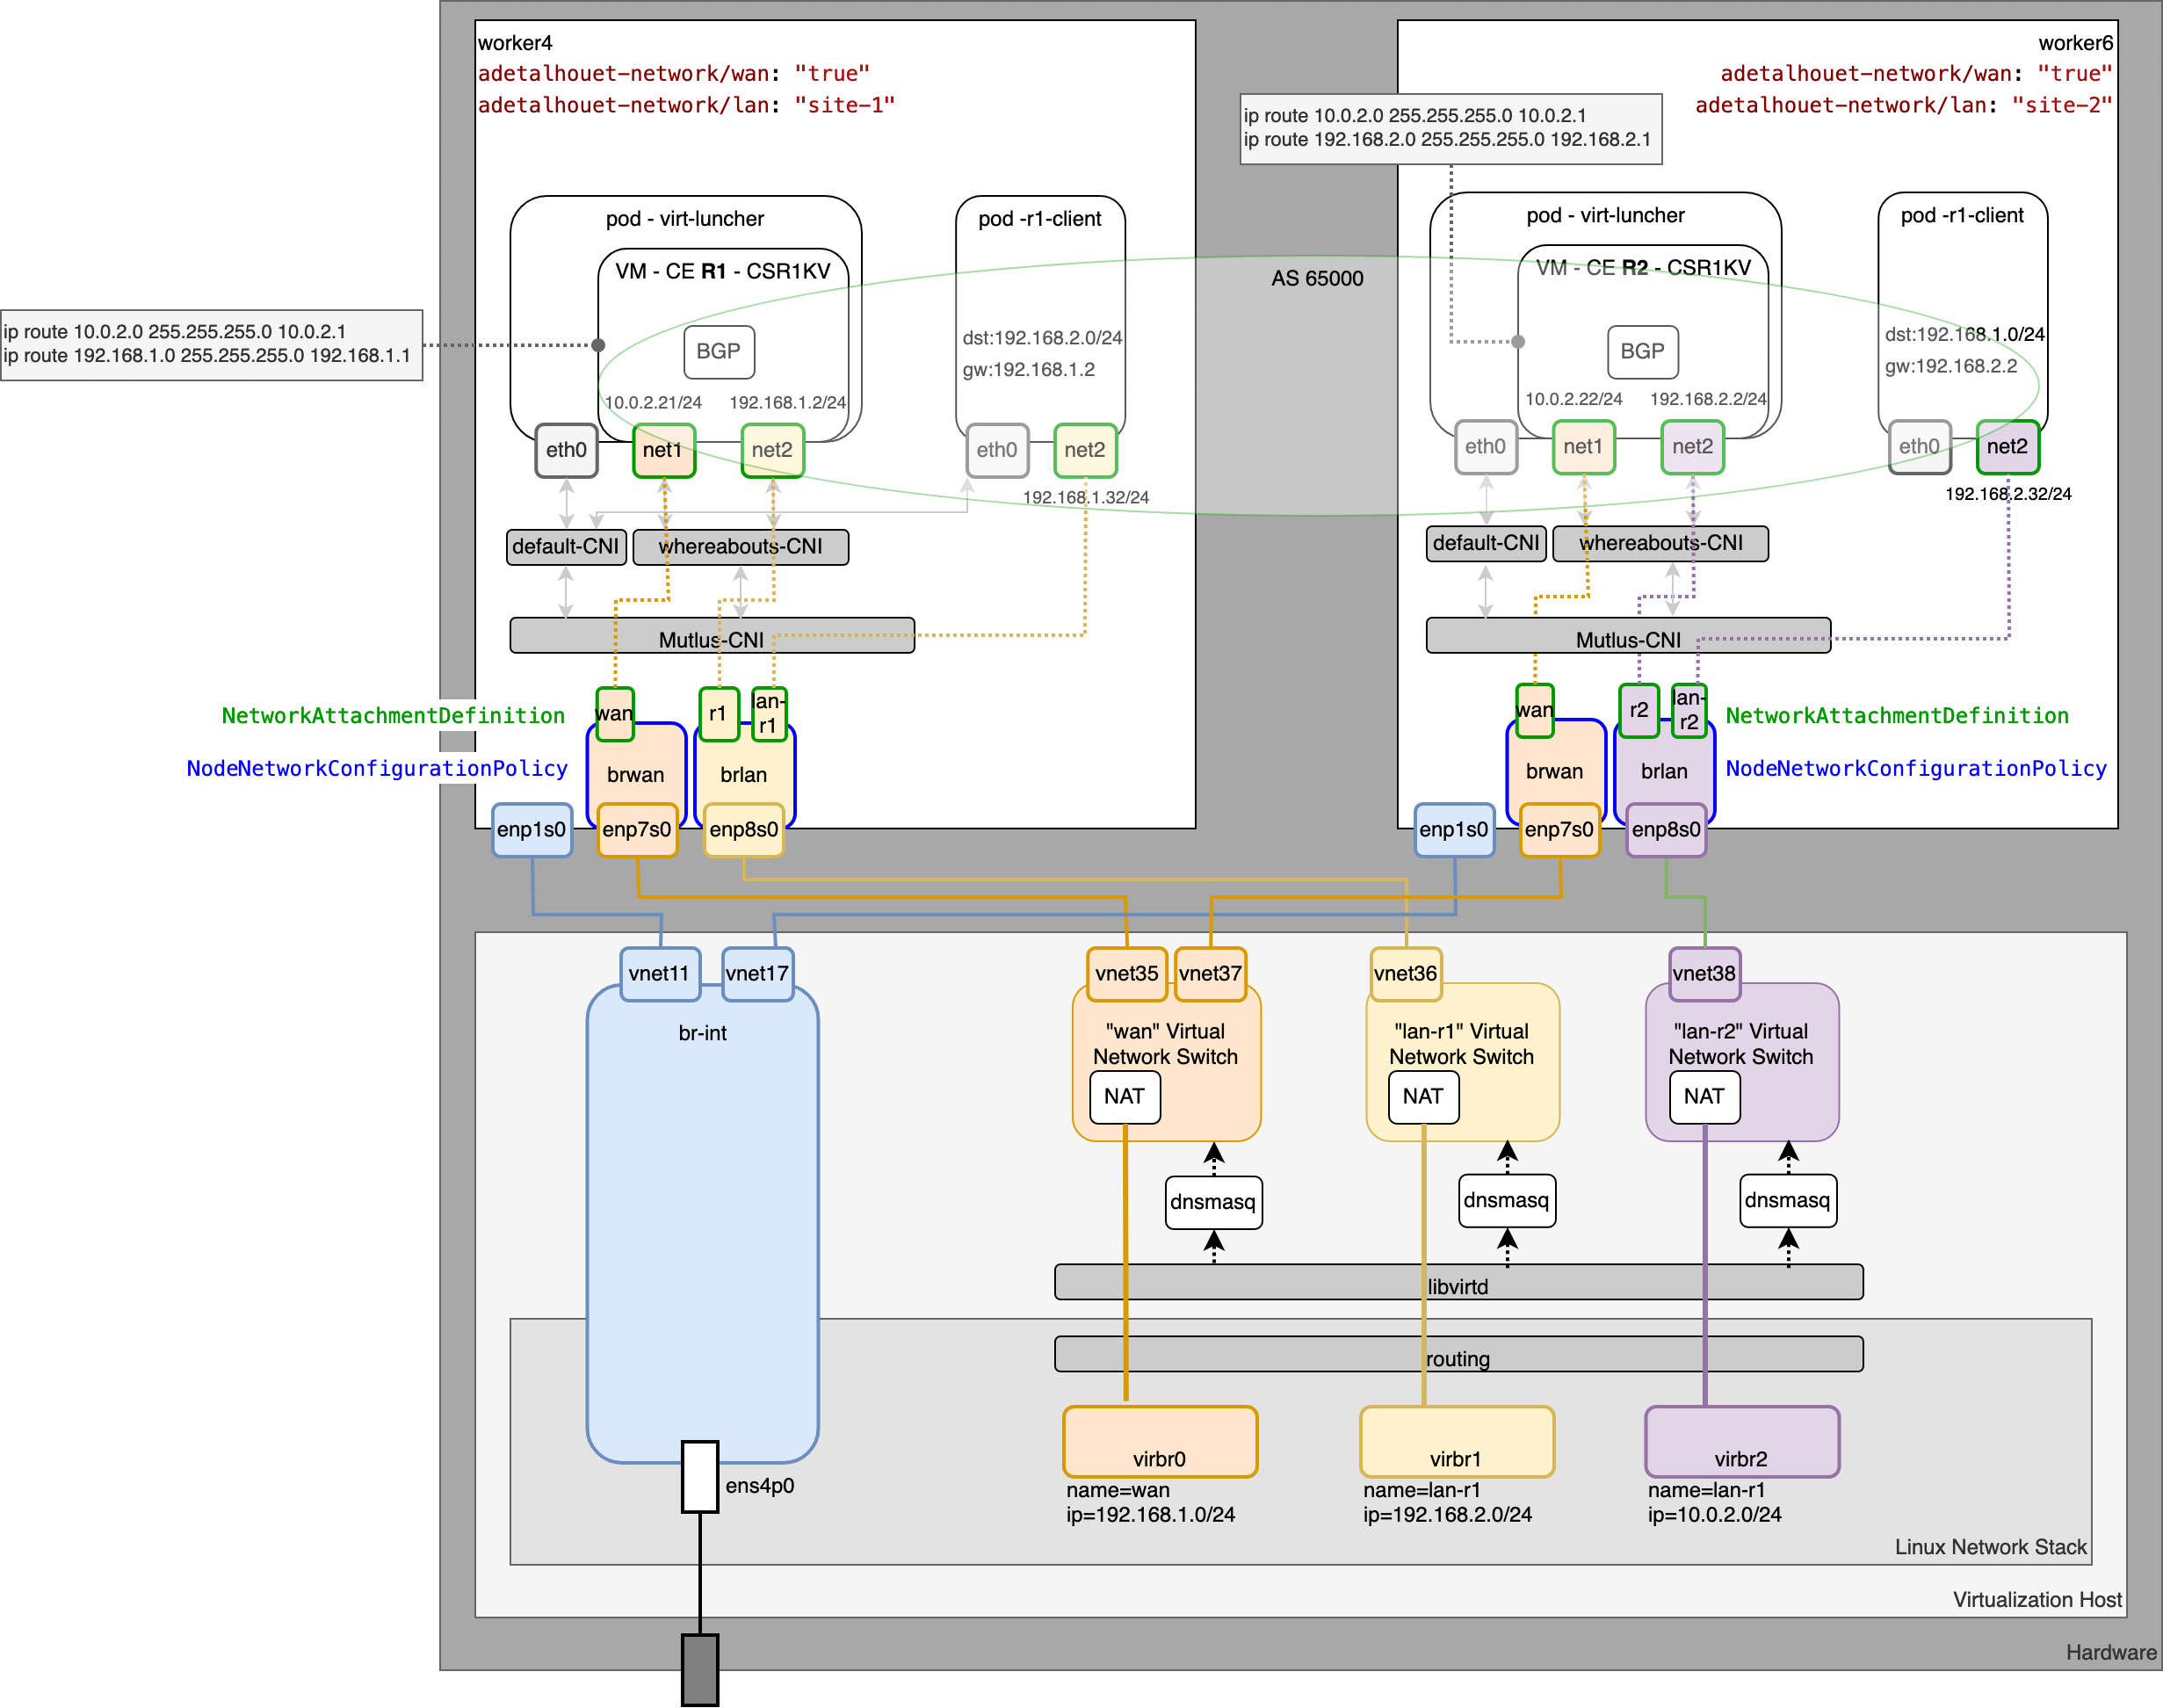 worker4
adetalhouet-network/wan: "true"
adetalhouet-network/lan: "site-1"
worker6
adetalhouet-network/wan: "true"
adetalhouet-network/lan: "site-2"
ip route 10.0.2.0 255.255.255.0 10.0.2.1
ip route 192.168.2.0 255.255.255.0 192.168.2.1
ip route 10.0.2.0 255.255.255.0 10.0.2.1
ip route 192.168.1.0 255.255.255.0 192.168.1.1
pod - virt-luncher
VM - CE R1 - CSR1KV
BGP
10.0.2.21/24
192.168.1.2/24
eth0
net1
net2
pod -r1-client
dst:192.168.2.0/24
gw:192.168.1.2
eth0
net2
192.168.1.32/24
AS 65000
pod - virt-luncher
VM - CE R2 - CSR1KV
BGP
10.0.2.22/24
192.168.2.2/24
eth0
net1
net2
pod -r1-client
dst:192.168.1.0/24
gw:192.168.2.2
eth0
net2
192.168.2.32/24
default-CNI
whereabouts-CNI
Mutlus-CNI
default-CNI
whereabouts-CNI
Mutlus-CNI
NetworkAttachmentDefinition
NodeNetworkConfigurationPolicy
wan
r1
lan-
r1
brwan
brlan
enp1s0
enp7s0
enp8s0
wan
r2
lan-
r2
brwan
brlan
enp1s0
enp7s0
enp8s0
NetworkAttachmentDefinition
NodeNetworkConfigurationPolicy
vnet11
vnet17
br-int
vnet35
vnet37
"wan" Virtual
Network Switch
NAT
vnet36
"lan-r1" Virtual
Network Switch
NAT
vnet38
"lan-r2" Virtual
Network Switch
NAT
dnsmasq
dnsmasq
dnsmasq
libvirtd
routing
virbr0
name=wan
ip=192.168.1.0/24
virbr1
name=lan-r1
ip=192.168.2.0/24
virbr2
name=lan-r1
ip=10.0.2.0/24
ens4p0
Linux Network Stack
Virtualization Host
Hardware